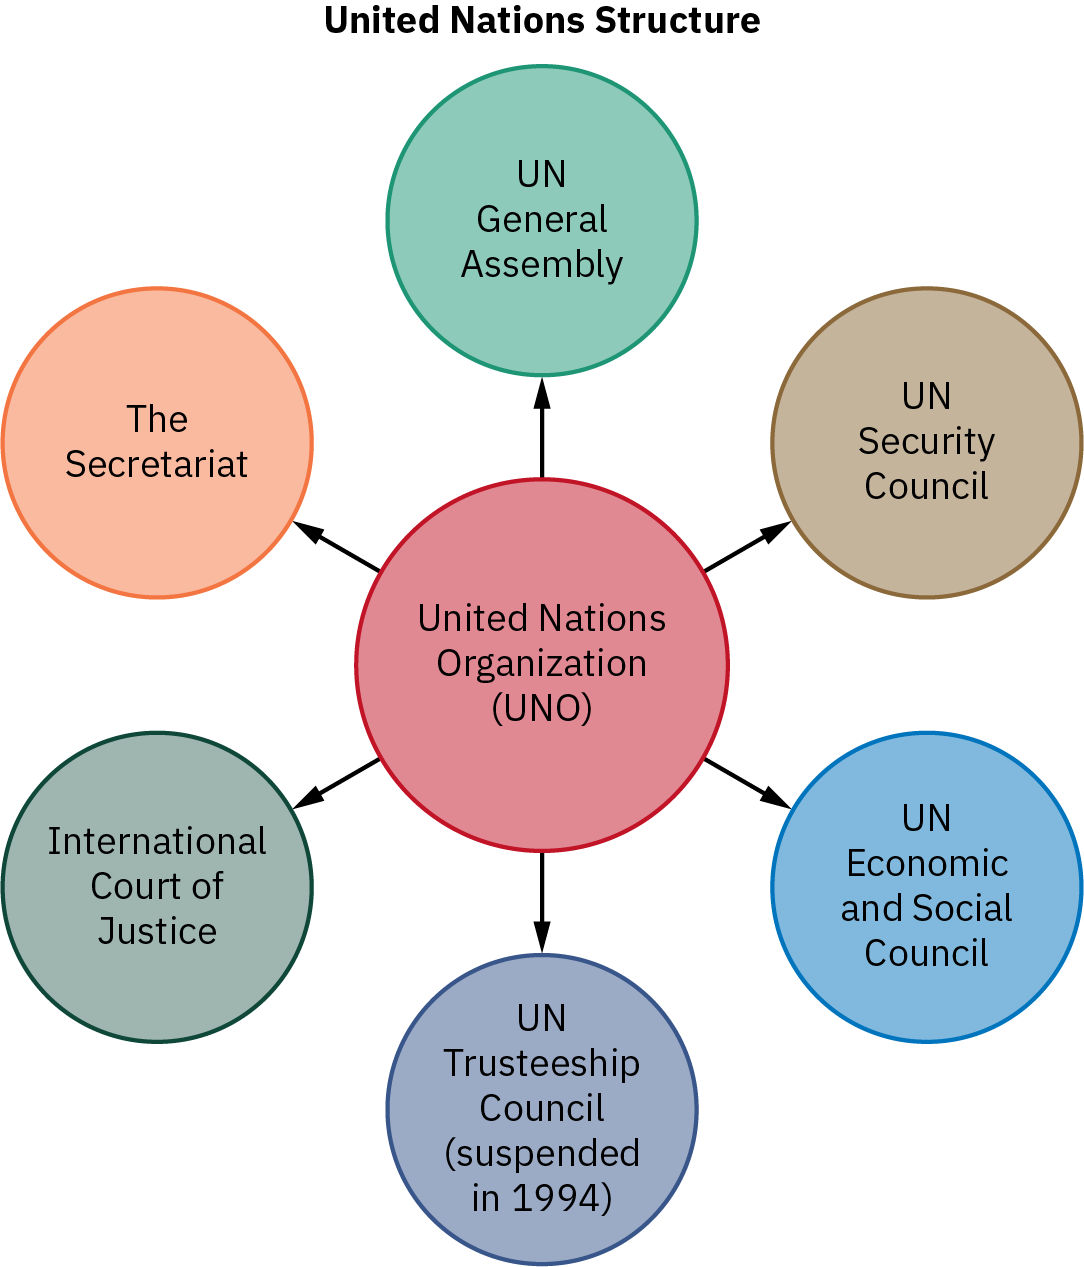 United Nations Structure
UN
General
Assembly
The
Secretariat
UN
Security
Council
United Nations
Organization
(UNO)
International
Court of
Justice
UN
Economic
and Social
Council
UN
Trusteeship
Council
(suspended
in 1994)